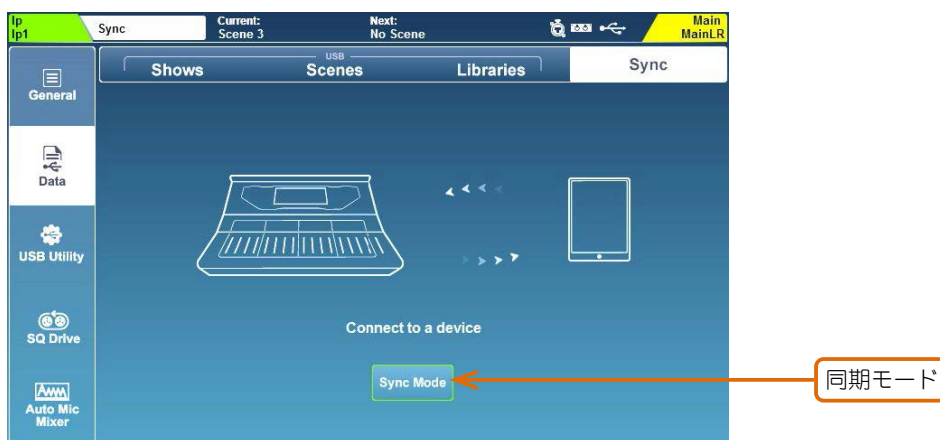 Ip
Ip1
Sync
Current:
Scene 3
Next:
No Scene
Main
MainLR
General
Data
USB Utility
SQ Drive
Auto Mic
Mixer
USB
Shows
Scenes
Libraries
Sync
Connect to a device
Sync Mode
同期モード